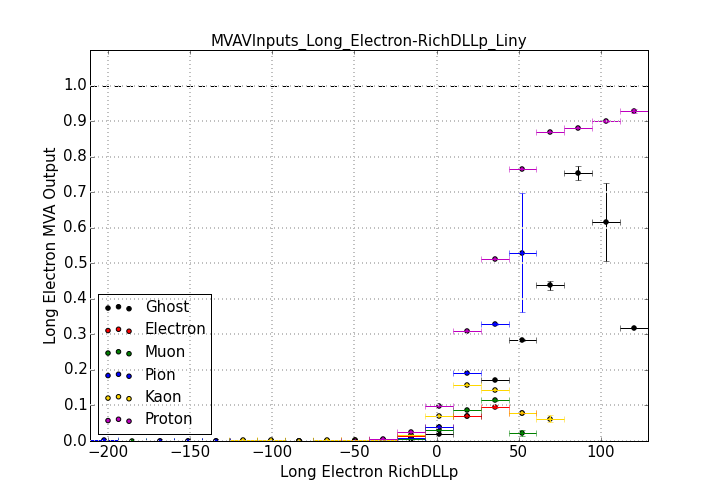 MVAVInputs_Long_Electron-RichDLLp_Liny
Long Electron MVA Output
1.0
0.9
0.8
0.7
0.6
0.5
0.4
0.3
0.2
0.1
0.0
Ghost
Electron
Muon
Pion
Kaon
Proton
−200 −150 −100 −50 0 50 100
Long Electron RichDLLp